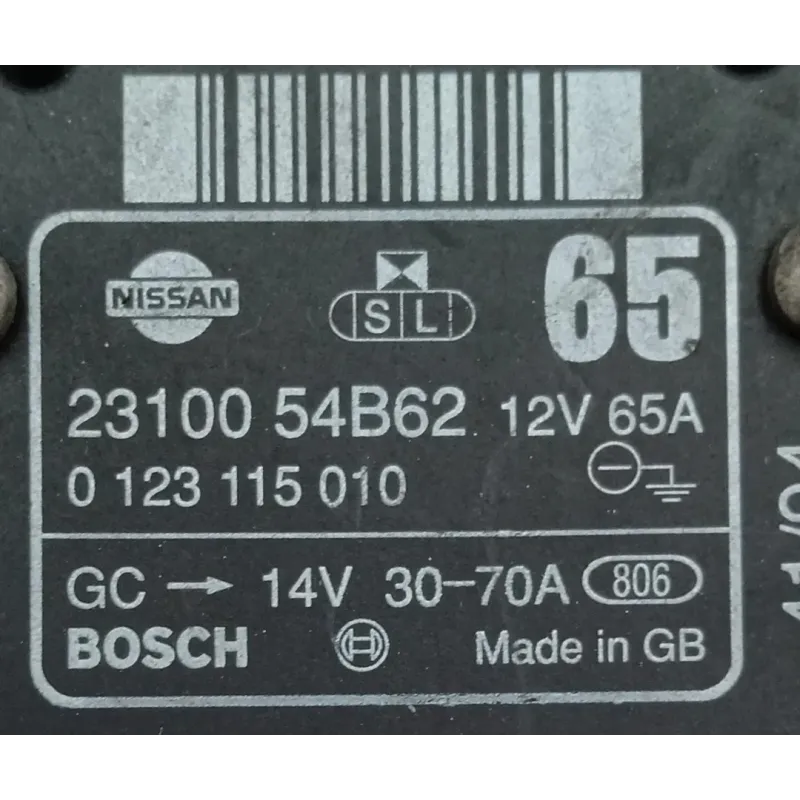 NISSAN
S L
65
23100 54B62 12V 65A
0 123 115 010
GC → 14V 30-70A 806
BOSCH Made in GB